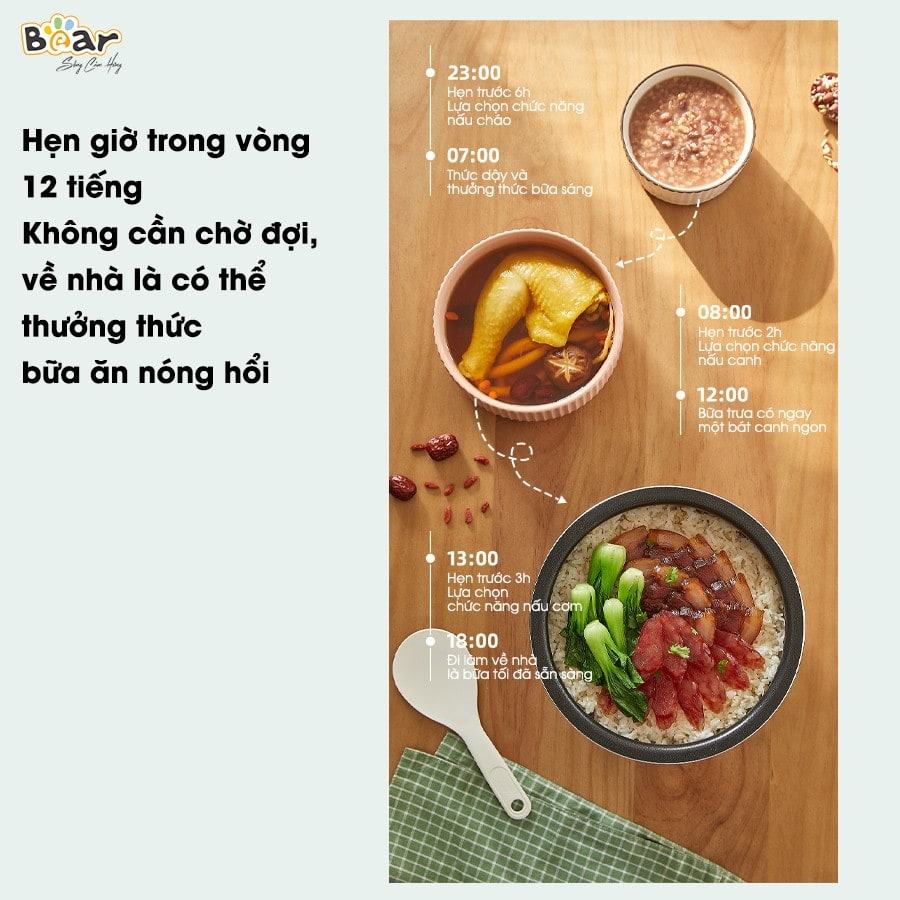 Bear
Sống Cảm Hứng
Hẹn giờ trong vòng
12 tiếng
Không cần chờ đợi,
về nhà là có thể
thưởng thức
bữa ăn nóng hổi
23:00
Hẹn trước 6h
Lựa chọn chức năng
nấu cháo
07:00
Thức dậy và
thưởng thức bữa sáng
08:00
Hẹn trước 2h
Lựa chọn chức năng
nấu canh
12:00
Bữa trưa có ngay
một bát canh ngon
13:00
Hẹn trước 3h
Lựa chọn
chức năng nấu cơm
18:00
Đi làm về nhà
là bữa tối đã sẵn sàng